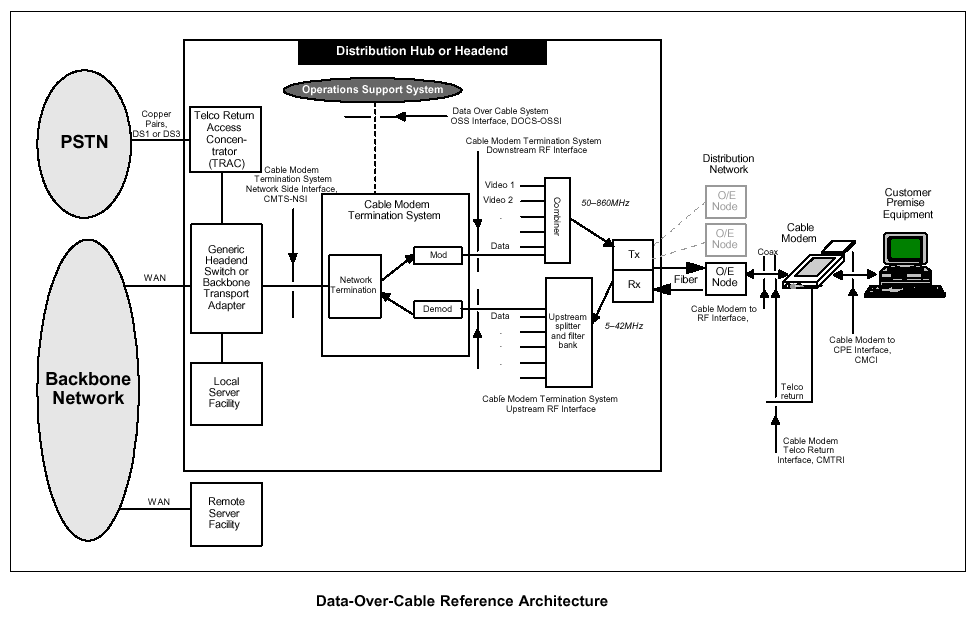 Distribution Hub or Headend
Operations Support System
Data Over Cable System
OSS Interface, DOCS-OSSI
PSTN
Copper
Pairs,
DS1 or DS3
Telco Return
Access
Concen-
trator
(TRAC)
Cable Modem
Termination System
Network Side Interface,
CMTS-NSI
Cable Modem Termination System
Downstream RF Interface
Cable Modem
Termination System
Video 1
Video 2
.
.
Data
Combiner
50–860MHz
Distribution
Network
O/E
Node
O/E
Node
O/E
Node
Customer
Premise
Equipment
Cable
Modem
Coax
WAN
Generic
Headend
Switch or
Backbone
Transport
Adapter
Network
Termination
Mod
Demod
Data
.
.
.
.
Upstream
splitter
and filter
bank
Tx
Rx
Fiber
5–42MHz
Cable Modem to
RF Interface,
Cable Modem to
CPE Interface,
CMCI
Backbone
Network
Local
Server
Facility
Cable Modem Termination System
Upstream RF Interface
Telco
return
Cable Modem
Telco Return
Interface, CMTRI
WAN
Remote
Server
Facility
Data-Over-Cable Reference Architecture